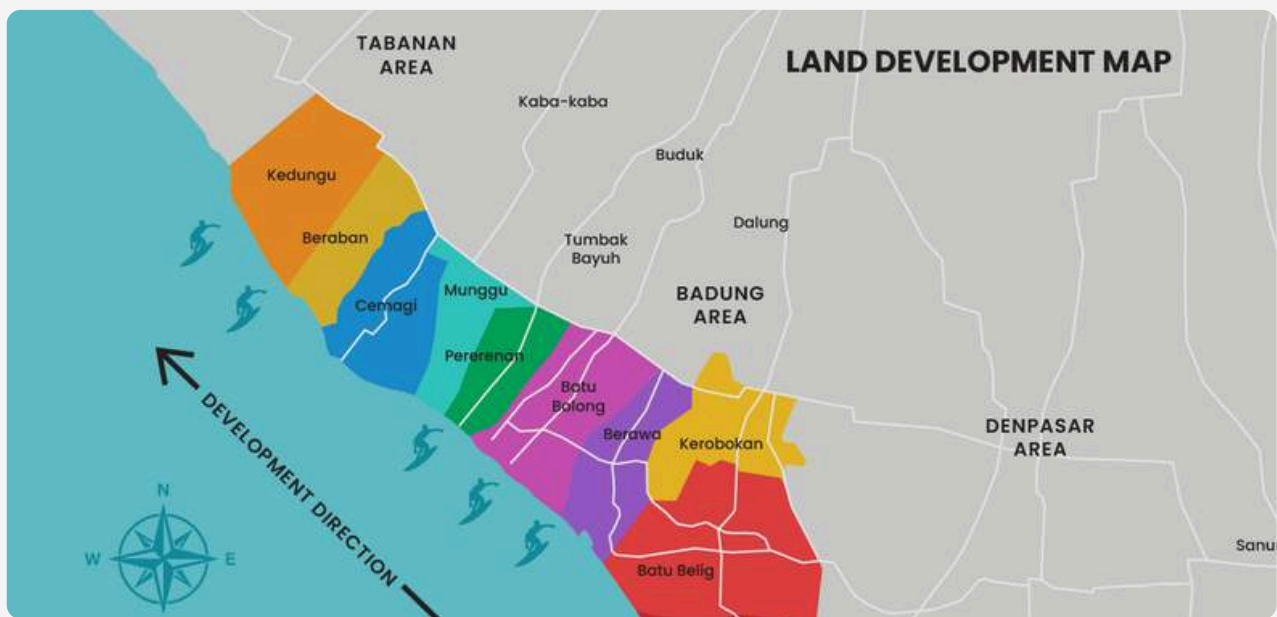 TABANAN
AREA
LAND DEVELOPMENT MAP
Kaba-kaba
Buduk
Kedungu
Dalung
Beraban
Tumbak
Bayuh
Munggu
BADUNG
AREA
Cemagi
Pererenan
Batu
Bolong
DEVELOPMENT DIRECTION
Berawa
Kerobokan
DENPASAR
AREA
N
W
E
Sanu
Batu Belig